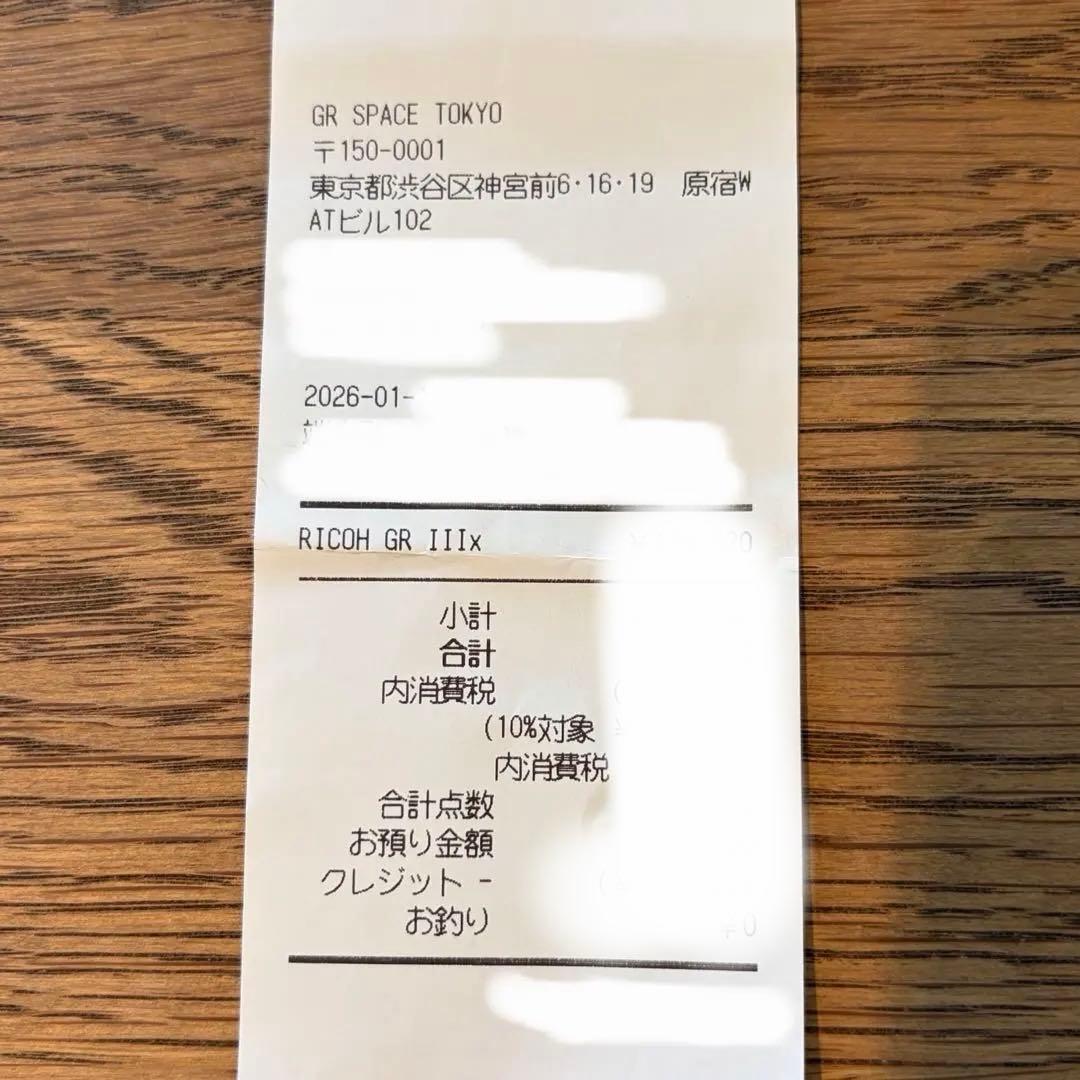 GR SPACE TOKYO
〒150-0001
東京都渋谷区神宮前6·16·19 原宿W
ATビル102
2026-01-
RICOH GR IIIx
小計
合計
内消費税
(10%対象
内消費税
合計点数
お預り金額
クレジット -
お釣り ¥0